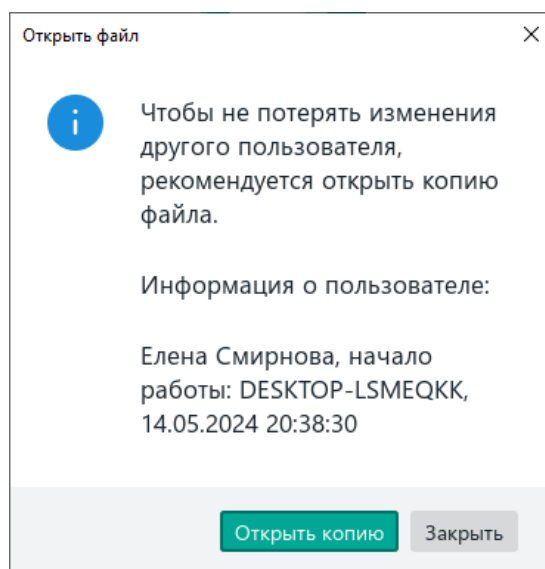 Открыть файл
Чтобы не потерять изменения
другого пользователя,
рекомендуется открыть копию
файла.
Информация о пользователе:
Елена Смирнова, начало
работы: DESKTOP-LSMEQKK,
14.05.2024 20:38:30
Открыть копию Закрыть